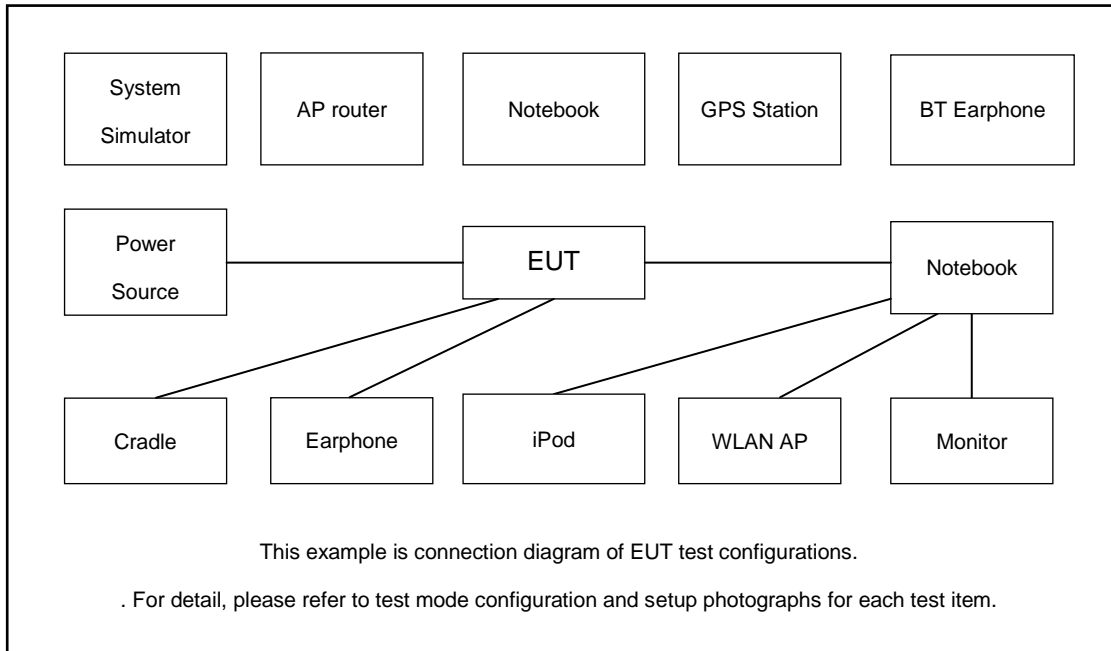 System
Simulator
AP router
Notebook
GPS Station
BT Earphone
Power
Source
EUT
Notebook
Cradle
Earphone
iPod
WLAN AP
Monitor
This example is connection diagram of EUT test configurations.
. For detail, please refer to test mode configuration and setup photographs for each test item.